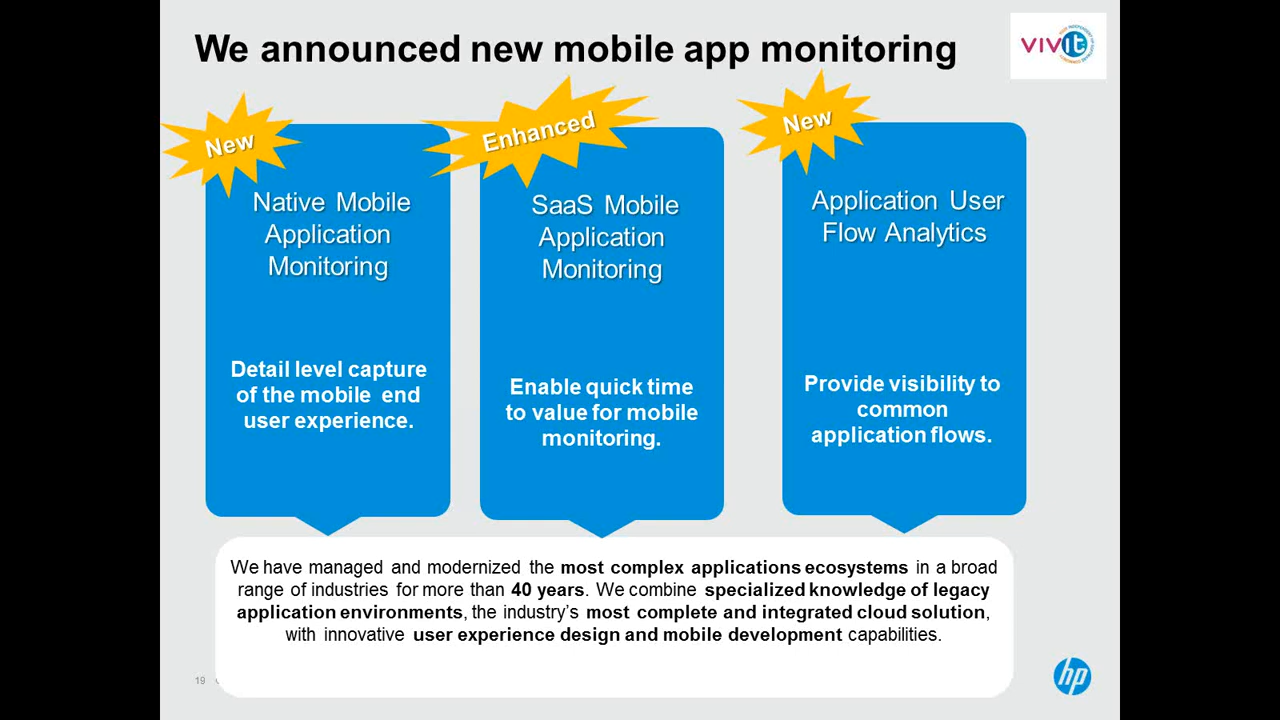 We announced new mobile app monitoring
VIVIT
New
Native Mobile
Application
Monitoring
Detail level capture
of the mobile end
user experience.
Enhanced
SaaS Mobile
Application
Monitoring
Enable quick time
to value for mobile
monitoring.
New
Application User
Flow Analytics
Provide visibility to
common
application flows.
We have managed and modernized the most complex applications ecosystems in a broad
range of industries for more than 40 years. We combine specialized knowledge of legacy
application environments, the industry’s most complete and integrated cloud solution,
with innovative user experience design and mobile development capabilities.
19
hp